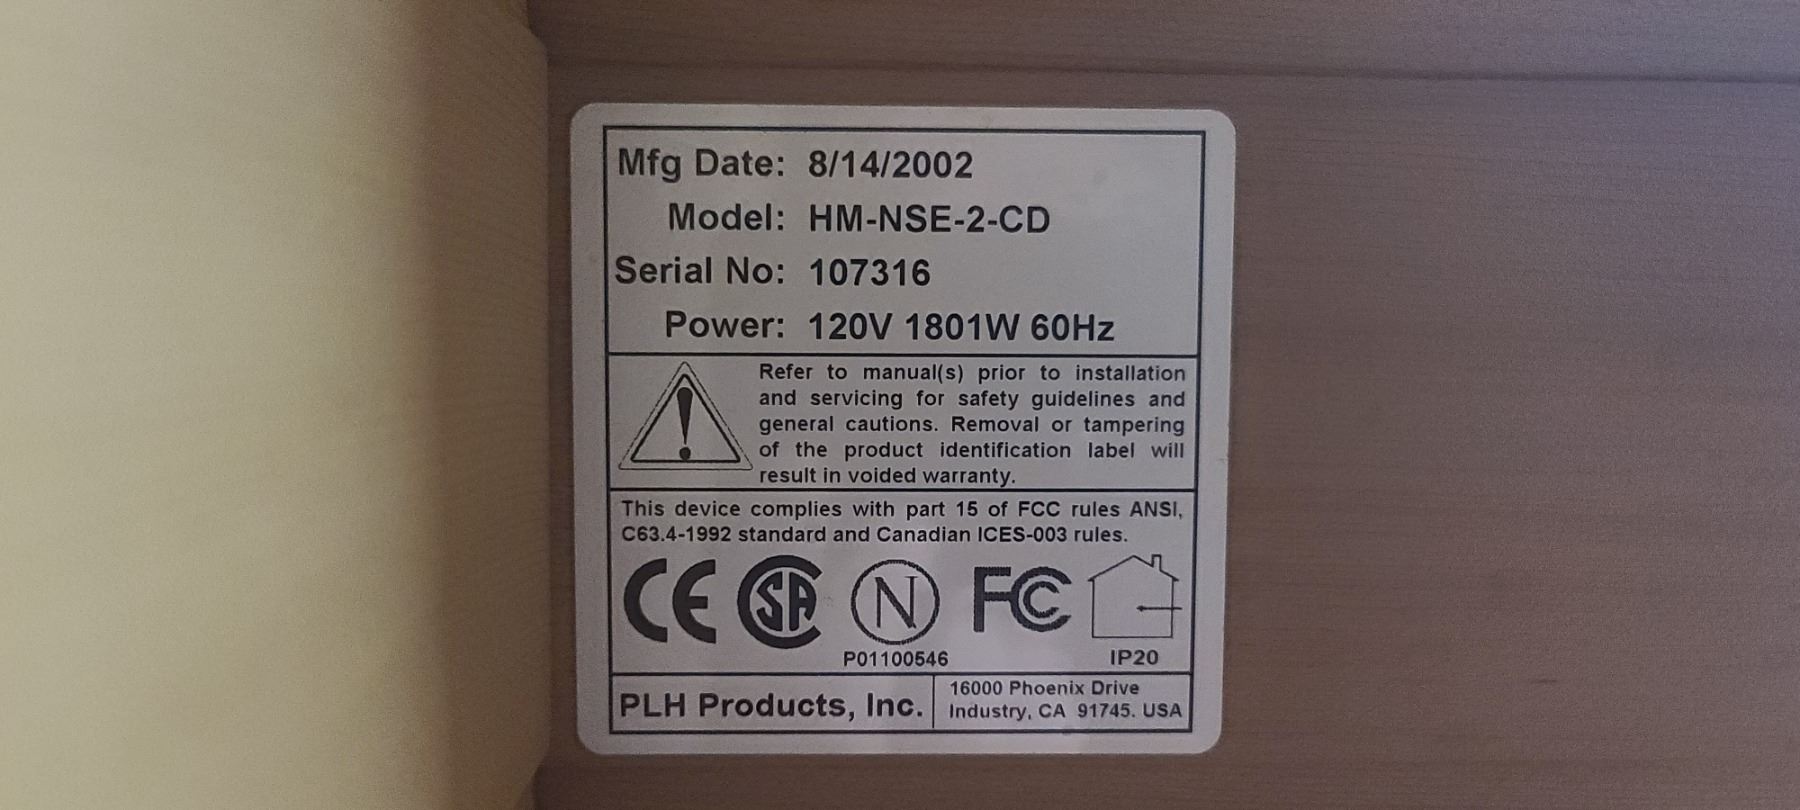 Mfg Date: 8/14/2002
Model: HM-NSE-2-CD
Serial No: 107316
Power: 120V 1801W 60Hz
Refer to manual(s) prior to installation
and servicing for safety guidelines and
general cautions. Removal or tampering
of the product identification label will
result in voided warranty.
This device complies with part 15 of FCC rules ANSI,
C63.4-1992 standard and Canadian ICES-003 rules.
CE SA N FC
P01100546 IP20
PLH Products, Inc.
16000 Phoenix Drive
Industry, CA 91745. USA